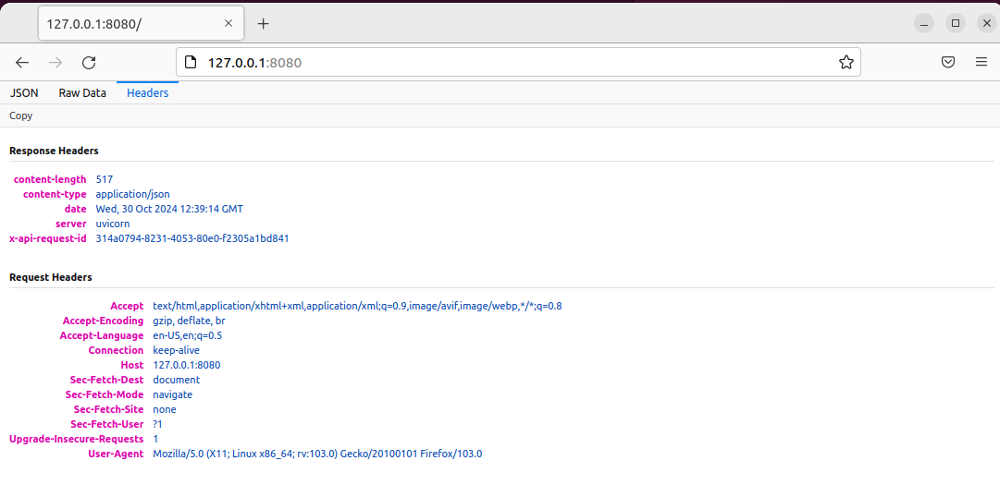 127.0.0.1:8080/
127.0.0.1:8080
JSON Raw Data Headers
Copy
Response Headers
content-length 517
content-type application/json
date Wed, 30 Oct 2024 12:39:14 GMT
server uvicorn
x-api-request-id 314a0794-8231-4053-80e0-f2305a1bd841
Request Headers
Accept text/html,application/xhtml+xml,application/xml;q=0.9,image/avif,image/webp,*/*;q=0.8
Accept-Encoding gzip, deflate, br
Accept-Language en-US,en;q=0.5
Connection keep-alive
Host 127.0.0.1:8080
Sec-Fetch-Dest document
Sec-Fetch-Mode navigate
Sec-Fetch-Site none
Sec-Fetch-User ?1
Upgrade-Insecure-Requests 1
User-Agent Mozilla/5.0 (X11; Linux x86_64; rv:103.0) Gecko/20100101 Firefox/103.0